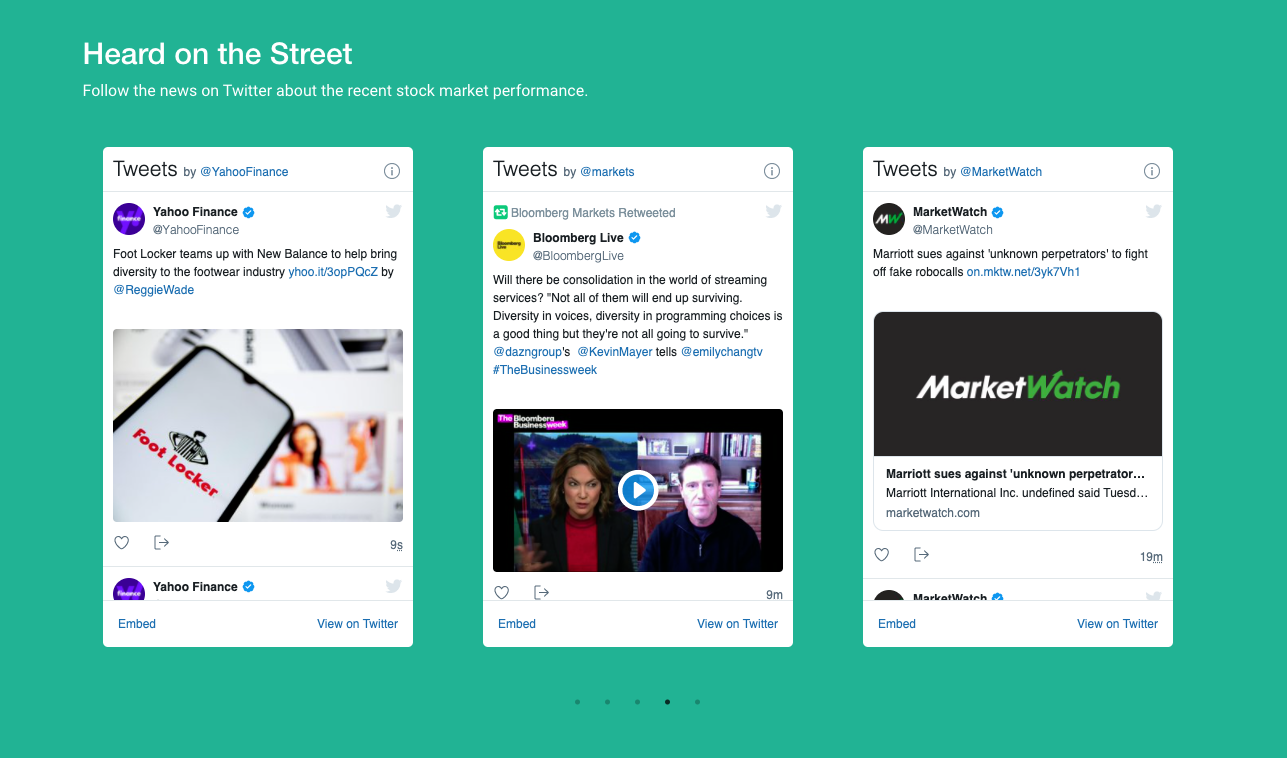 Heard on the Street
Follow the news on Twitter about the recent stock market performance.
Tweets by @YahooFinance
finance
Yahoo Finance
@YahooFinance
Foot Locker teams up with New Balance to help bring
diversity to the footwear industry yhoo.it/3opPQcZ by
@ReggieWade
Foot Locker
9s
finance
Yahoo Finance
Embed
View on Twitter
Tweets by @markets
Bloomberg Markets Retweeted
Bloomberg
Live
Bloomberg Live
@BloombergLive
Will there be consolidation in the world of streaming
services? "Not all of them will end up surviving.
Diversity in voices, diversity in programming choices is
a good thing but they're not all going to survive."
@dazngroup's @KevinMayer tells @emilychangtv
#TheBusinessweek
The Bloomberg
Businessweek
9m
Embed
View on Twitter
Tweets by @MarketWatch
MW
MarketWatch
@MarketWatch
Marriott sues against 'unknown perpetrators' to fight
off fake robocalls on.mktw.net/3yk7Vh1
MarketWatch
Marriott sues against 'unknown perpetrator…
Marriott International Inc. undefined said Tuesd…
marketwatch.com
19m
MarketWatch
Embed
View on Twitter